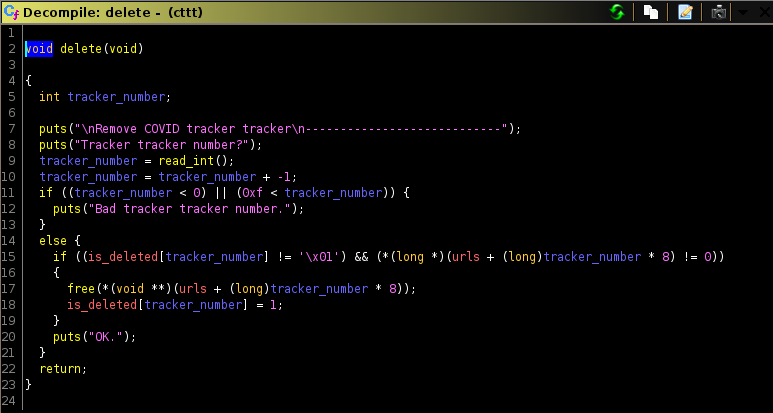 Decompile: delete - (cttt)
1
2 void delete(void)
3
4 {
5   int tracker_number;
6
7   puts("\nRemove COVID tracker tracker\n----------------------------");
8   puts("Tracker tracker number?");
9   tracker_number = read_int();
10   tracker_number = tracker_number + -1;
11   if ((tracker_number < 0) || (0xf < tracker_number)) {
12     puts("Bad tracker tracker number.");
13   }
14   else {
15     if ((is_deleted[tracker_number] != '\x01') && (*(long *)(urls + (long)tracker_number * 8) != 0))
16     {
17       free(*(void **)(urls + (long)tracker_number * 8));
18       is_deleted[tracker_number] = 1;
19     }
20     puts("OK.");
21   }
22   return;
23 }
24